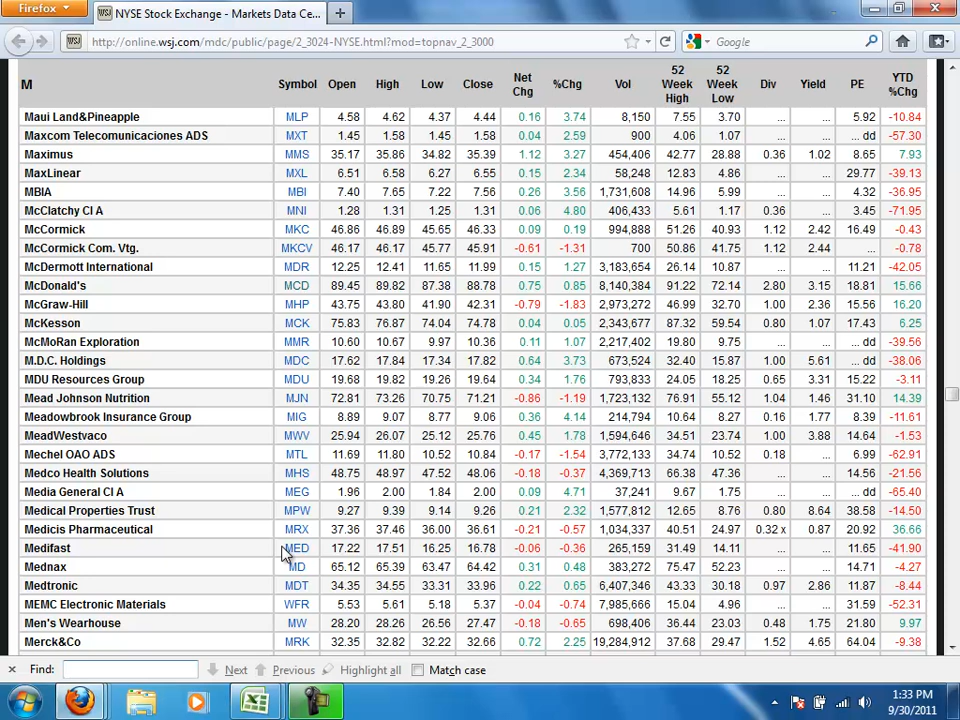 Firefox
WSJ NYSE Stock Exchange - Markets Data Ce...
WSJ http://online.wsj.com/mdc/public/page/2_3024-NYSE.html?mod=topnav_2_3000 Google
M Symbol Open High Low Close Net Chg %Chg Vol 52 Week High 52 Week Low Div Yield PE YTD %Chg
Maui Land&Pineapple MLP 4.58 4.62 4.37 4.44 0.16 3.74 8,150 7.55 3.70 ... ... 5.92 -10.84
Maxcom Telecomunicaciones ADS MXT 1.45 1.58 1.45 1.58 0.04 2.59 900 4.06 1.07 ... ... ... dd -57.30
Maximus MMS 35.17 35.86 34.82 35.39 1.12 3.27 454,406 42.77 28.88 0.36 1.02 8.65 7.93
MaxLinear MXL 6.51 6.58 6.27 6.55 0.15 2.34 58,248 12.83 4.86 ... ... 29.77 -39.13
MBIA MBI 7.40 7.65 7.22 7.56 0.26 3.56 1,731,608 14.96 5.99 ... ... 4.32 -36.95
McClatchy Cl A MNI 1.28 1.31 1.25 1.31 0.06 4.80 406,433 5.61 1.17 0.36 ... 3.45 -71.95
McCormick MKC 46.86 46.89 45.65 46.33 0.09 0.19 994,888 51.26 40.93 1.12 2.42 16.49 -0.43
McCormick Com. Vtg. MKCV 46.17 46.17 45.77 45.91 -0.61 -1.31 700 50.86 41.75 1.12 2.44 ... -0.78
McDermott International MDR 12.25 12.41 11.65 11.99 0.15 1.27 3,183,654 26.14 10.87 ... ... 11.21 -42.05
McDonald's MCD 89.45 89.82 87.38 88.78 0.75 0.85 8,140,384 91.22 72.14 2.80 3.15 18.81 15.66
McGraw-Hill MHP 43.75 43.80 41.90 42.31 -0.79 -1.83 2,973,272 46.99 32.70 1.00 2.36 15.56 16.20
McKesson MCK 75.83 76.87 74.04 74.78 0.04 0.05 2,343,677 87.32 59.54 0.80 1.07 17.43 6.25
McMoRan Exploration MMR 10.60 10.67 9.97 10.36 0.11 1.07 2,217,402 19.80 9.75 ... ... ... dd -39.56
M.D.C. Holdings MDC 17.62 17.84 17.34 17.82 0.64 3.73 673,524 32.40 15.87 1.00 5.61 ... dd -38.06
MDU Resources Group MDU 19.68 19.82 19.26 19.64 0.34 1.76 793,833 24.05 18.25 0.65 3.31 15.22 -3.11
Mead Johnson Nutrition MJN 72.81 73.26 70.75 71.21 -0.86 -1.19 1,723,132 76.91 55.12 1.04 1.46 31.10 14.39
Meadowbrook Insurance Group MIG 8.89 9.07 8.77 9.06 0.36 4.14 214,794 10.64 8.27 0.16 1.77 8.39 -11.61
MeadWestvaco MWV 25.94 26.07 25.12 25.76 0.45 1.78 1,594,646 34.51 23.74 1.00 3.88 14.64 -1.53
Mechel OAO ADS MTL 11.69 11.80 10.52 10.84 -0.17 -1.54 3,772,133 34.74 10.52 0.18 ... 6.99 -62.91
Medco Health Solutions MHS 48.75 48.97 47.52 48.06 -0.18 -0.37 4,369,713 66.38 47.36 ... ... 14.56 -21.56
Media General Cl A MEG 1.96 2.00 1.84 2.00 0.09 4.71 37,241 9.67 1.75 ... ... ... dd -65.40
Medical Properties Trust MPW 9.27 9.39 9.14 9.26 0.21 2.32 1,577,812 12.65 8.76 0.80 8.64 38.58 -14.50
Medicis Pharmaceutical MRX 37.36 37.46 36.00 36.61 -0.21 -0.57 1,034,337 40.51 24.97 0.32 x 0.87 20.92 36.66
Medifast MED 17.22 17.51 16.25 16.78 -0.06 -0.36 265,159 31.49 14.11 ... ... 11.65 -41.90
Mednax MD 65.12 65.39 63.67 64.42 0.31 0.48 383,272 75.47 52.23 ... ... 14.71 -4.27
Medtronic MDT 34.35 34.55 33.31 33.96 0.22 0.65 6,407,346 43.33 30.18 0.97 2.86 11.87 -8.44
MEMC Electronic Materials WFR 5.53 5.61 5.18 5.37 -0.04 -0.74 7,985,666 15.04 4.96 ... ... 31.59 -52.31
Men's Wearhouse MW 28.20 28.26 26.56 27.47 -0.18 -0.65 698,406 36.44 23.03 0.48 1.75 21.80 9.97
Merck&Co MRK 32.35 32.82 32.22 32.66 0.72 2.25 19,284,912 37.68 29.47 1.52 4.65 64.04 -9.38
Find: Next Previous Highlight all Match case
1:33 PM
9/30/2011